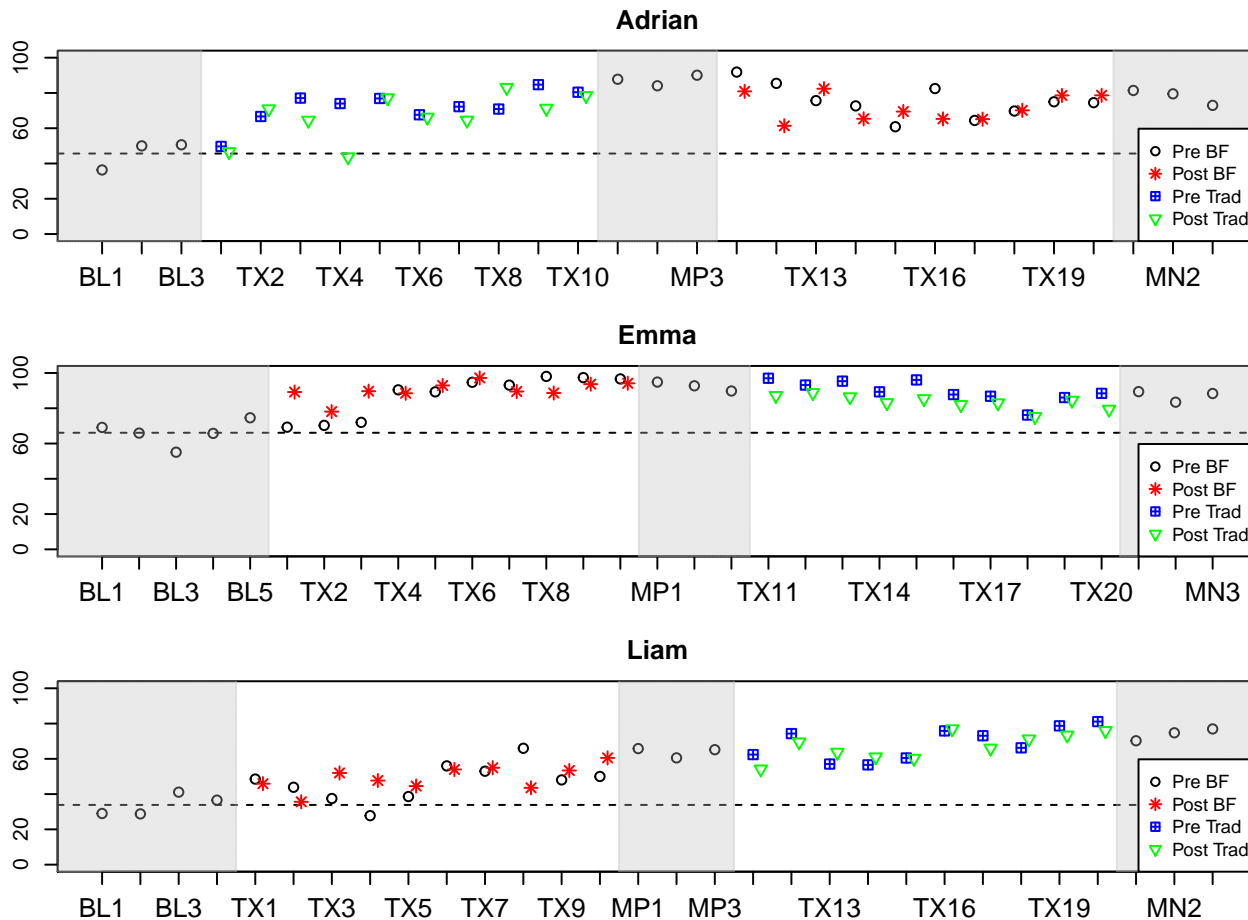 Adrian
100
60
20
0
Pre BF
Post BF
Pre Trad
Post Trad
BL1 BL3 TX2 TX4 TX6 TX8 TX10 MP3 TX13 TX16 TX19 MN2
Emma
100
60
20
0
Pre BF
Post BF
Pre Trad
Post Trad
BL1 BL3 BL5 TX2 TX4 TX6 TX8 MP1 TX11 TX14 TX17 TX20 MN3
Liam
100
60
20
0
Pre BF
Post BF
Pre Trad
Post Trad
BL1 BL3 TX1 TX3 TX5 TX7 TX9 MP1 MP3 TX13 TX16 TX19 MN2